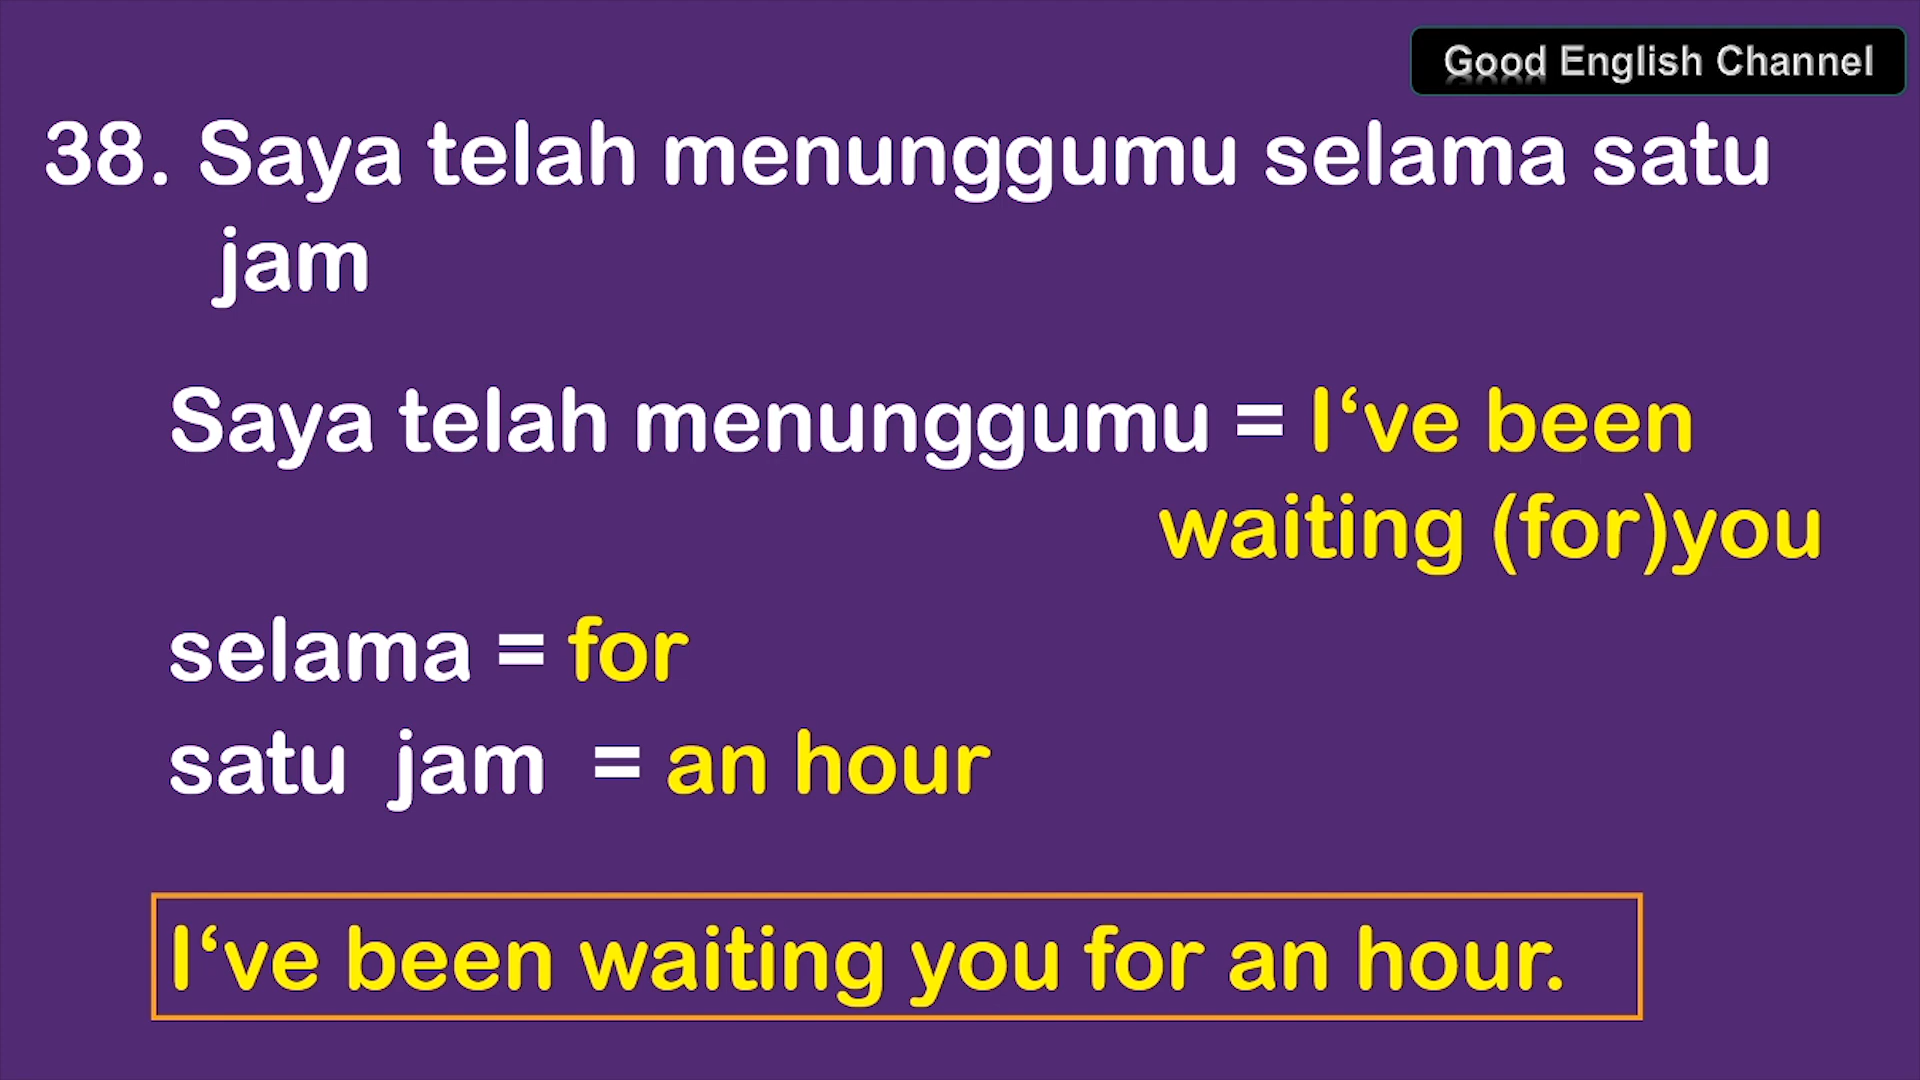 Good English Channel
38. Saya telah menunggumu selama satu
jam
Saya telah menunggumu = I‘ve been
waiting (for)you
selama = for
satu jam = an hour
I‘ve been waiting you for an hour.